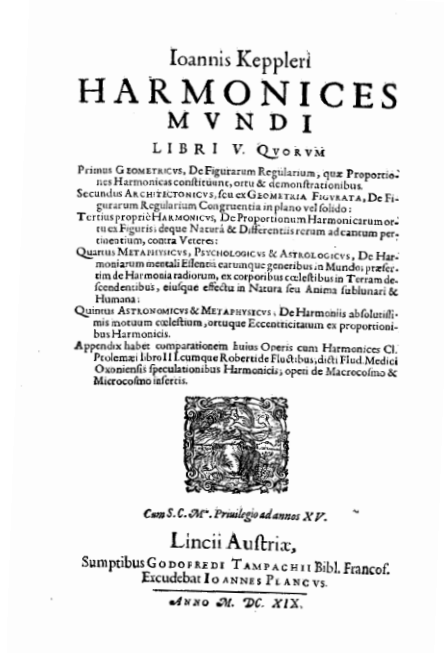 Ioannis Keppleri
HARMONICES
MVNDI
LIBRI V. QVORVM
Primus GEOMETRICVS, De Figurarum Regularium, quæ Proportio-
nes Harmonicas constituunt, ortu & demonstrationibus.
Secundus ARCHITECTONICVS, seu ex GEOMETRIA FIGVRATA, De Fi-
gurarum Regularium Congruentia in plano vel solido:
Tertius propriè HARMONICVS, De Proportionum Harmonicarum or-
tu ex Figuris; deque Naturâ & Differentiis rerum ad cantum per-
tinentium, contra Veteres:
Quartus METAPHYSICVS, PSYCHOLOGICVS & ASTROLOGICVS, De Har-
moniarum mentali Essentiâ earumque generibus in Mundo; præser-
tim de Harmonia radiorum, ex corporibus cœlestibus in Terram de-
scendentibus, eiusque effectu in Natura seu Anima sublunari &
Humana:
Quintus ASTRONOMICVS & METAPHYSICVS, De Harmoniis absolutissi-
mis motuum cœlestium, ortuque Eccentricitatum ex proportioni-
bus Harmonicis.
Appendix habet comparationem huius Operis cum Harmonices Cl.
Ptolemæi libro III. cumque Roberti de Fluctibus, dicti Flud. Medici
Oxoniensis speculationibus Harmonicis, operi de Macrocosmo &
Microcosmo insertis.
Cum S. C. Mis. Priuilegio ad annos XV.
Lincii Austriæ,
Sumptibus GODOFREDI TAMPACHII Bibl. Francof.
Excudebat IOANNES PLANCVS.
ANNO M. DC. XIX.